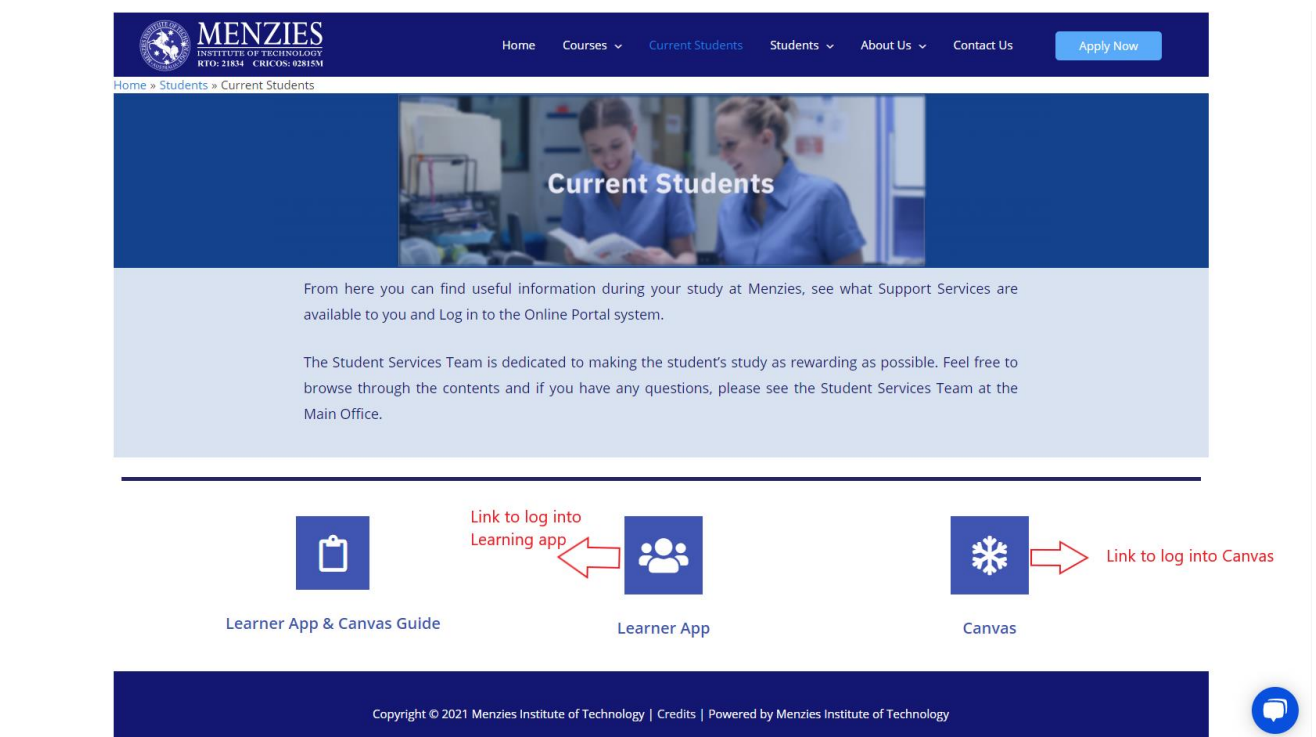 MENZIES
INSTITUTE OF TECHNOLOGY
RTO: 21834 CRICOS: 02815M
Home Courses Current Students Students About Us Contact Us Apply Now
Home » Students » Current Students
Current Students
From here you can find useful information during your study at Menzies, see what Support Services are
available to you and Log in to the Online Portal system.
The Student Services Team is dedicated to making the student's study as rewarding as possible. Feel free to
browse through the contents and if you have any questions, please see the Student Services Team at the
Main Office.
Link to log into
Learning app
Link to log into Canvas
Learner App & Canvas Guide
Learner App
Canvas
Copyright © 2021 Menzies Institute of Technology | Credits | Powered by Menzies Institute of Technology